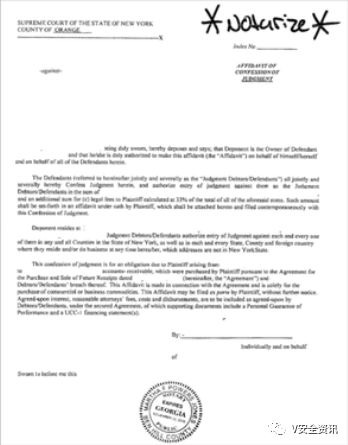 *Notarize*
SUPREME COURT OF THE STATE OF NEW YORK
COUNTY OF ORANGE
X
Index No.
-against-
AFFIDAVIT OF
CONFESSION OF
JUDGMENT
being duly sworn, hereby deposes and says; that Deponent is the Owner of Defendant
and that he/she is duly authorized to make this affidavit (the "Affidavit") on behalf of himself/herself
and on behalf of all of the Defendants herein.
The Defendants (referred to hereinafter jointly and severally as the "Judgment Debtors/Defendants") all jointly and
severally hereby Confess Judgment herein, and authorize entry of judgment against them as the Judgment
Debtors/Defendants in the sum of
and an additional sum for (i) legal fees to Plaintiff calculated at 33% of the total of all of the aforesaid sums. Such amount
shall be set-forth in an affidavit under oath by Plaintiff, which shall be attached hereto and filed contemporaneously with
this Confession of Judgment.
Deponent resides at
Judgment Debtors/Defendants authorize entry of Judgment against each and every one
of them in any and all Counties in the State of New York, as well as in each and every State, County and foreign country
where they reside and/or do business at any time hereafter, which addresses are not in New York State.
This confession of judgment is for an obligation due to Plaintiff arising from:
in accounts-receivable, which were purchased by Plaintiff pursuant to the Agreement for
the Purchase and Sale of Future Receipts dated (hereinafter, the "Agreement") and
Debtors/Defendants' breach thereof. This Affidavit is made in connection with the Agreement and is solely for the
purchase of commercial or business commodities. This Affidavit may be filed ex parte by Plaintiff, without further notice.
Agreed-upon interest, reasonable attorneys' fees, costs and disbursements, are to be included as agreed-upon by
Debtors/Defendants, under the secured Agreement, of which supporting documents include a Personal Guarantee of
Performance and a UCC-1 financing statement(s).
By:
Individually and on behalf
of
Sworn to before me this
NOTARY
EXPIRES
GEORGIA
PUBLIC
COUNTY
V安全资讯